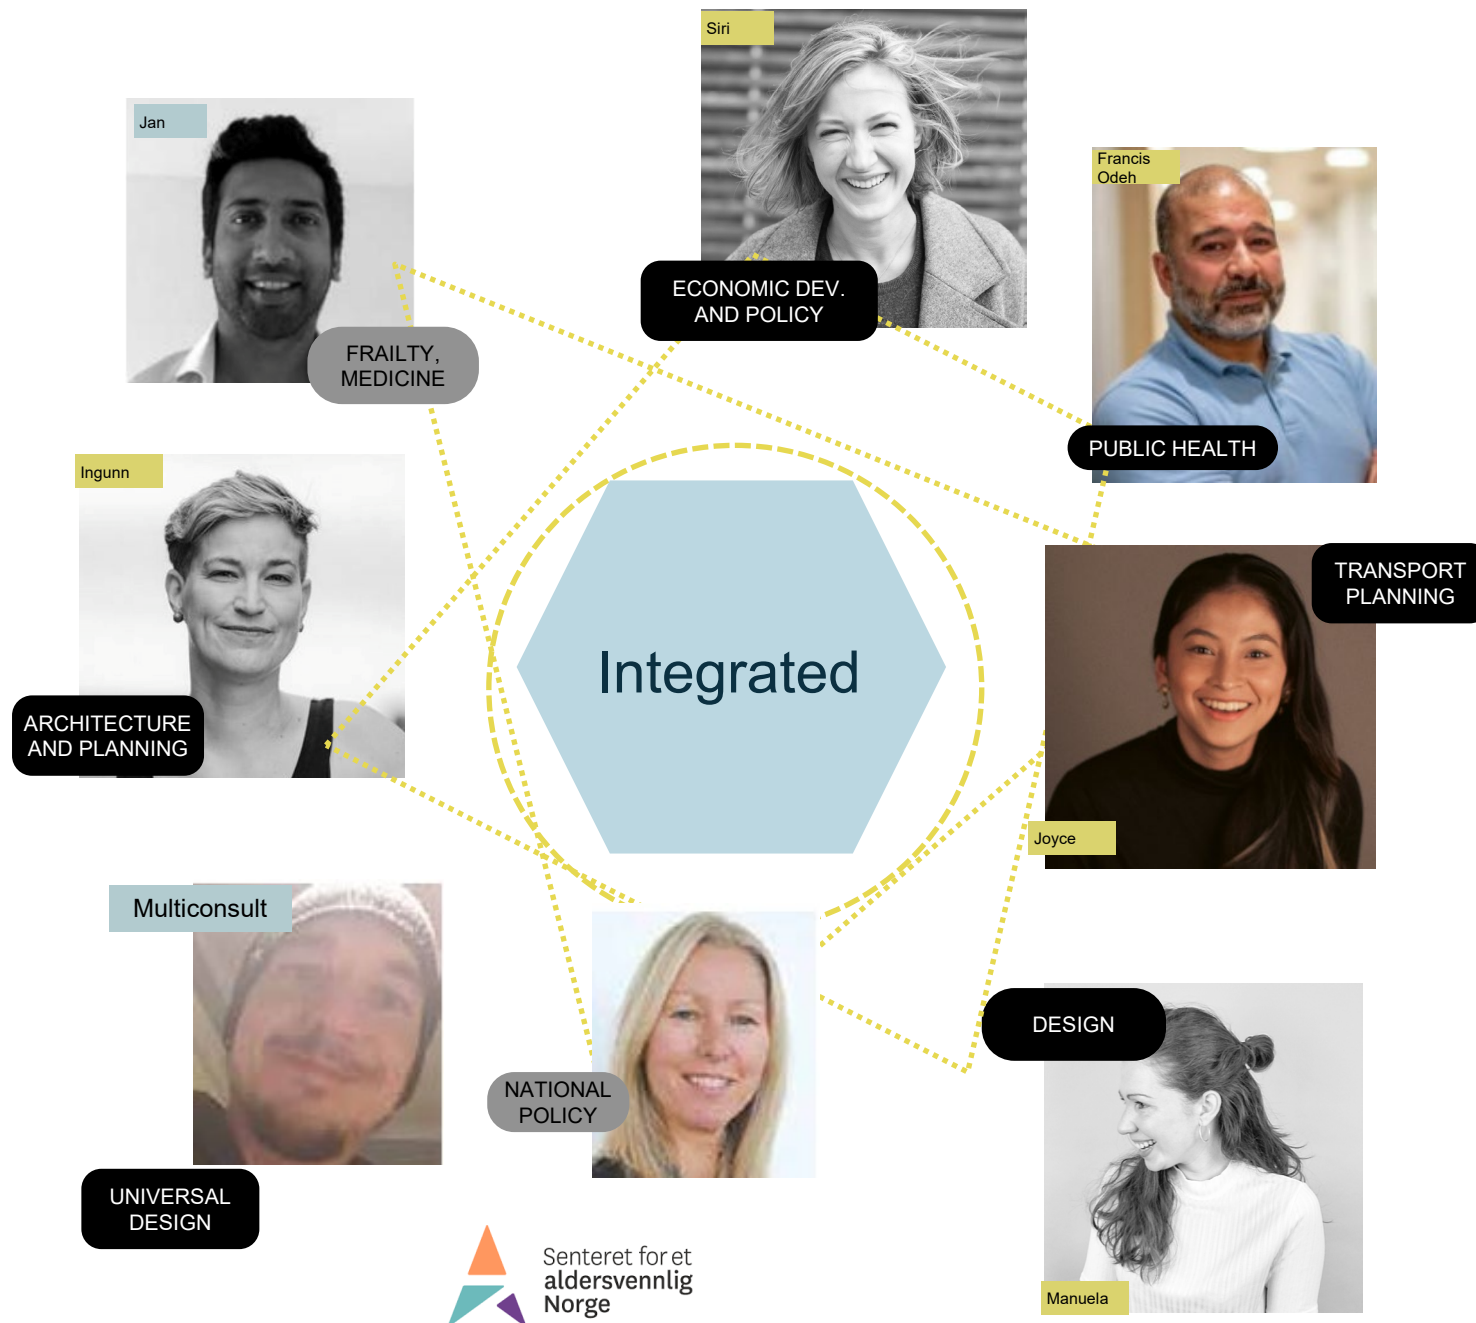 Siri
Jan
Francis
Odeh
ECONOMIC DEV.
AND POLICY
FRAILTY,
MEDICINE
PUBLIC HEALTH
Ingunn
TRANSPORT
PLANNING
Integrated
ARCHITECTURE
AND PLANNING
Joyce
Multiconsult
DESIGN
NATIONAL
POLICY
UNIVERSAL
DESIGN
Senteret for et
aldersvennlig
Norge
Manuela